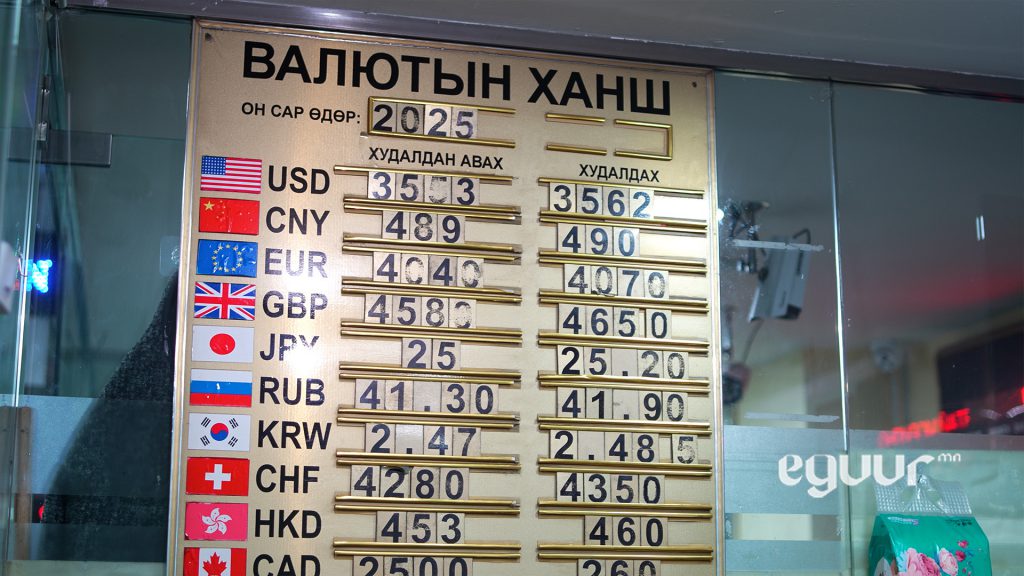 ВАЛЮТЫН ХАНШ
ОН САР ӨДӨР: 2025
ХУДАЛДАН АВАХ ХУДАЛДАХ
USD 3553 3562
CNY 489 490
EUR 4040 4070
GBP 4580 4650
JPY 25 25.20
RUB 41.30 41.90
KRW 2.47 2.485
CHF 4280 4350
HKD 453 460
CAD 2500
eguur.mn